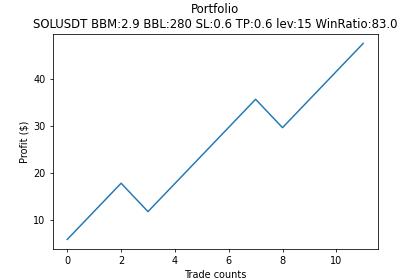 Portfolio
SOLUSDT BBM:2.9 BBL:280 SL:0.6 TP:0.6 lev:15 WinRatio:83.0
40
30
20
10
Profit ($)
0 2 4 6 8 10
Trade counts